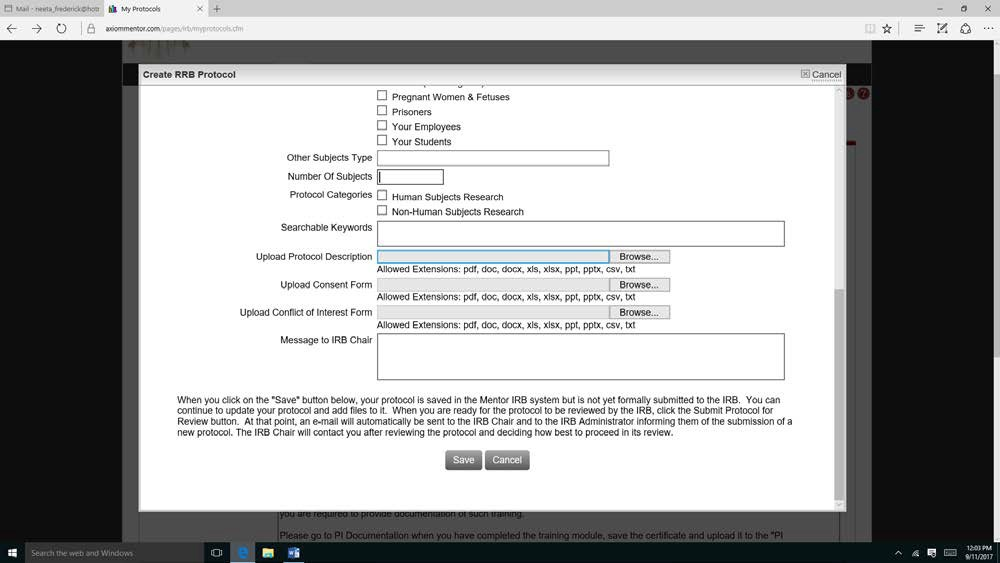 Mail - neeta_frederick@hotr
My Protocols
axiommentor.com/pages/irb/myprotocols.cfm
Create RRB Protocol
Cancel
Pregnant Women & Fetuses
Prisoners
Your Employees
Your Students
Other Subjects Type
Number Of Subjects
Protocol Categories
Human Subjects Research
Non-Human Subjects Research
Searchable Keywords
Upload Protocol Description
Browse...
Allowed Extensions: pdf, doc, docx, xls, xlsx, ppt, pptx, csv, txt
Upload Consent Form
Browse...
Allowed Extensions: pdf, doc, docx, xls, xlsx, ppt, pptx, csv, txt
Upload Conflict of Interest Form
Browse...
Allowed Extensions: pdf, doc, docx, xls, xlsx, ppt, pptx, csv, txt
Message to IRB Chair
When you click on the "Save" button below, your protocol is saved in the Mentor IRB system but is not yet formally submitted to the IRB. You can
continue to update your protocol and add files to it. When you are ready for the protocol to be reviewed by the IRB, click the Submit Protocol for
Review button. At that point, an e-mail will automatically be sent to the IRB Chair and to the IRB Administrator informing them of the submission of a
new protocol. The IRB Chair will contact you after reviewing the protocol and deciding how best to proceed in its review.
Save Cancel
you are required to provide documentation of such training.
Please go to PI Documentation when you have completed the training module, save the certificate and upload it to the "PI
Search the web and Windows
12:03 PM
9/11/2017